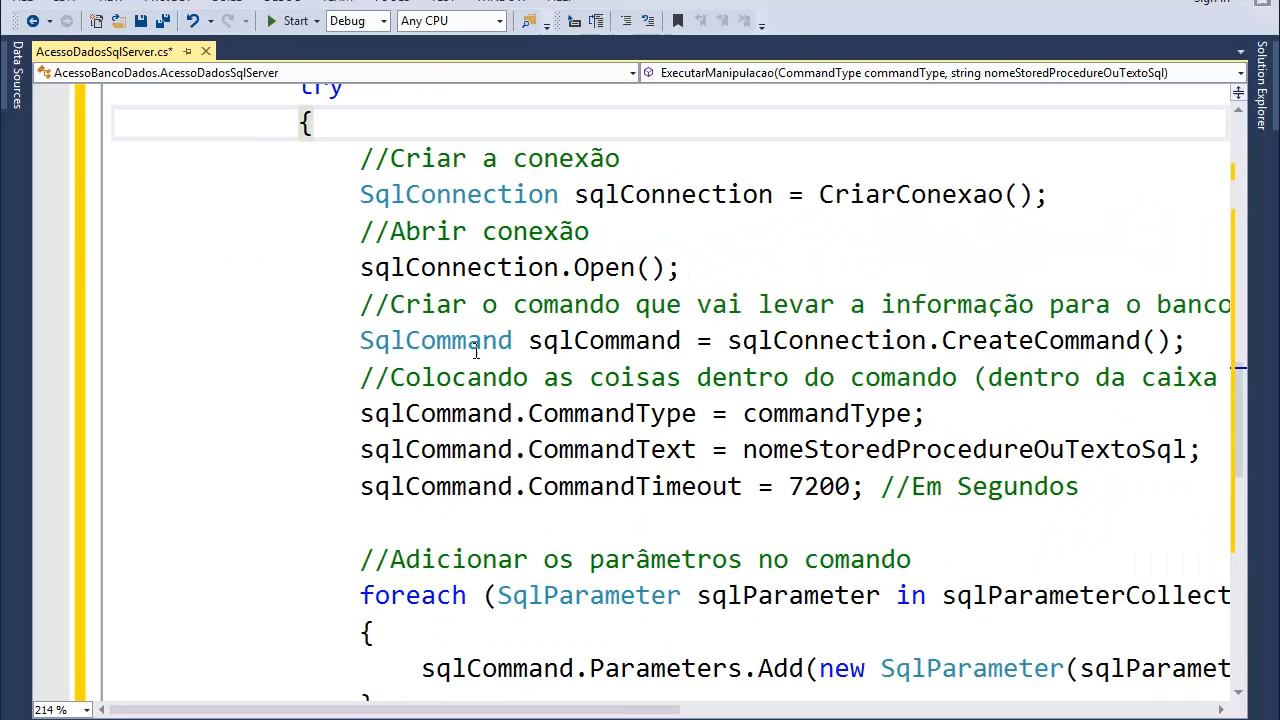 Start
Debug
Any CPU
AcessoDadosSqlServer.cs*
AcessoBancoDados.AcessoDadosSqlServer
ExecutarManipulacao(CommandType commandType, string nomeStoredProcedureOuTextoSql)
Data Sources
Solution Explorer
try
{
//Criar a conexão
SqlConnection sqlConnection = CriarConexao();
//Abrir conexão
sqlConnection.Open();
//Criar o comando que vai levar a informação para o banco
SqlCommand sqlCommand = sqlConnection.CreateCommand();
//Colocando as coisas dentro do comando (dentro da caixa
sqlCommand.CommandType = commandType;
sqlCommand.CommandText = nomeStoredProcedureOuTextoSql;
sqlCommand.CommandTimeout = 7200; //Em Segundos
//Adicionar os parâmetros no comando
foreach (SqlParameter sqlParameter in sqlParameterCollect
{
sqlCommand.Parameters.Add(new SqlParameter(sqlParamet
214 %